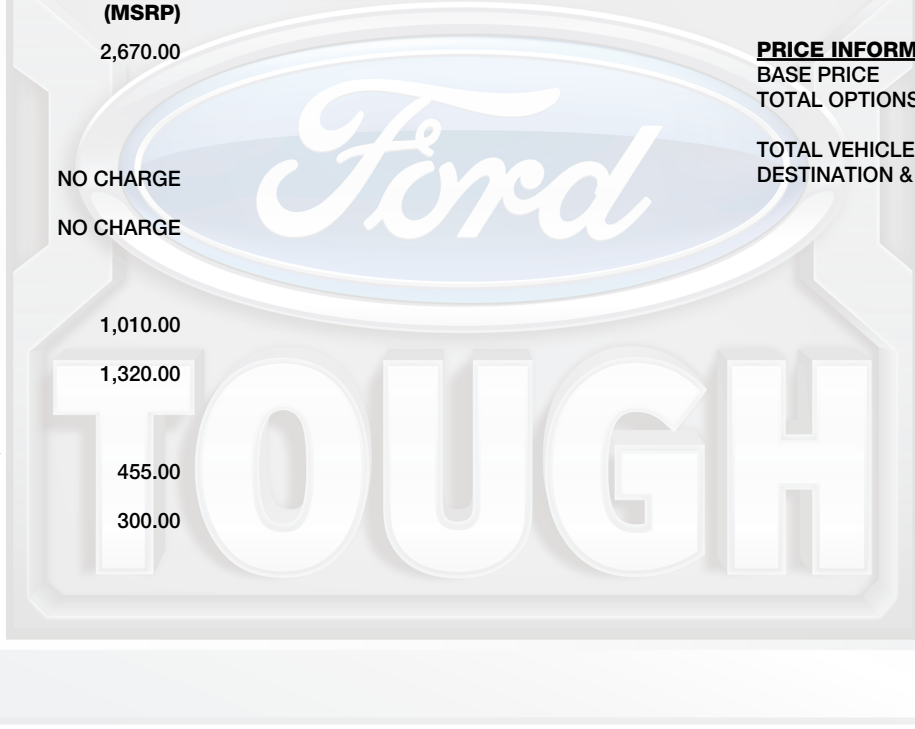 (MSRP)
2,670.00
NO CHARGE
NO CHARGE
1,010.00
1,320.00
455.00
300.00
PRICE INFORM
BASE PRICE
TOTAL OPTIONS
TOTAL VEHICLE
DESTINATION &
Ford
TOUGH